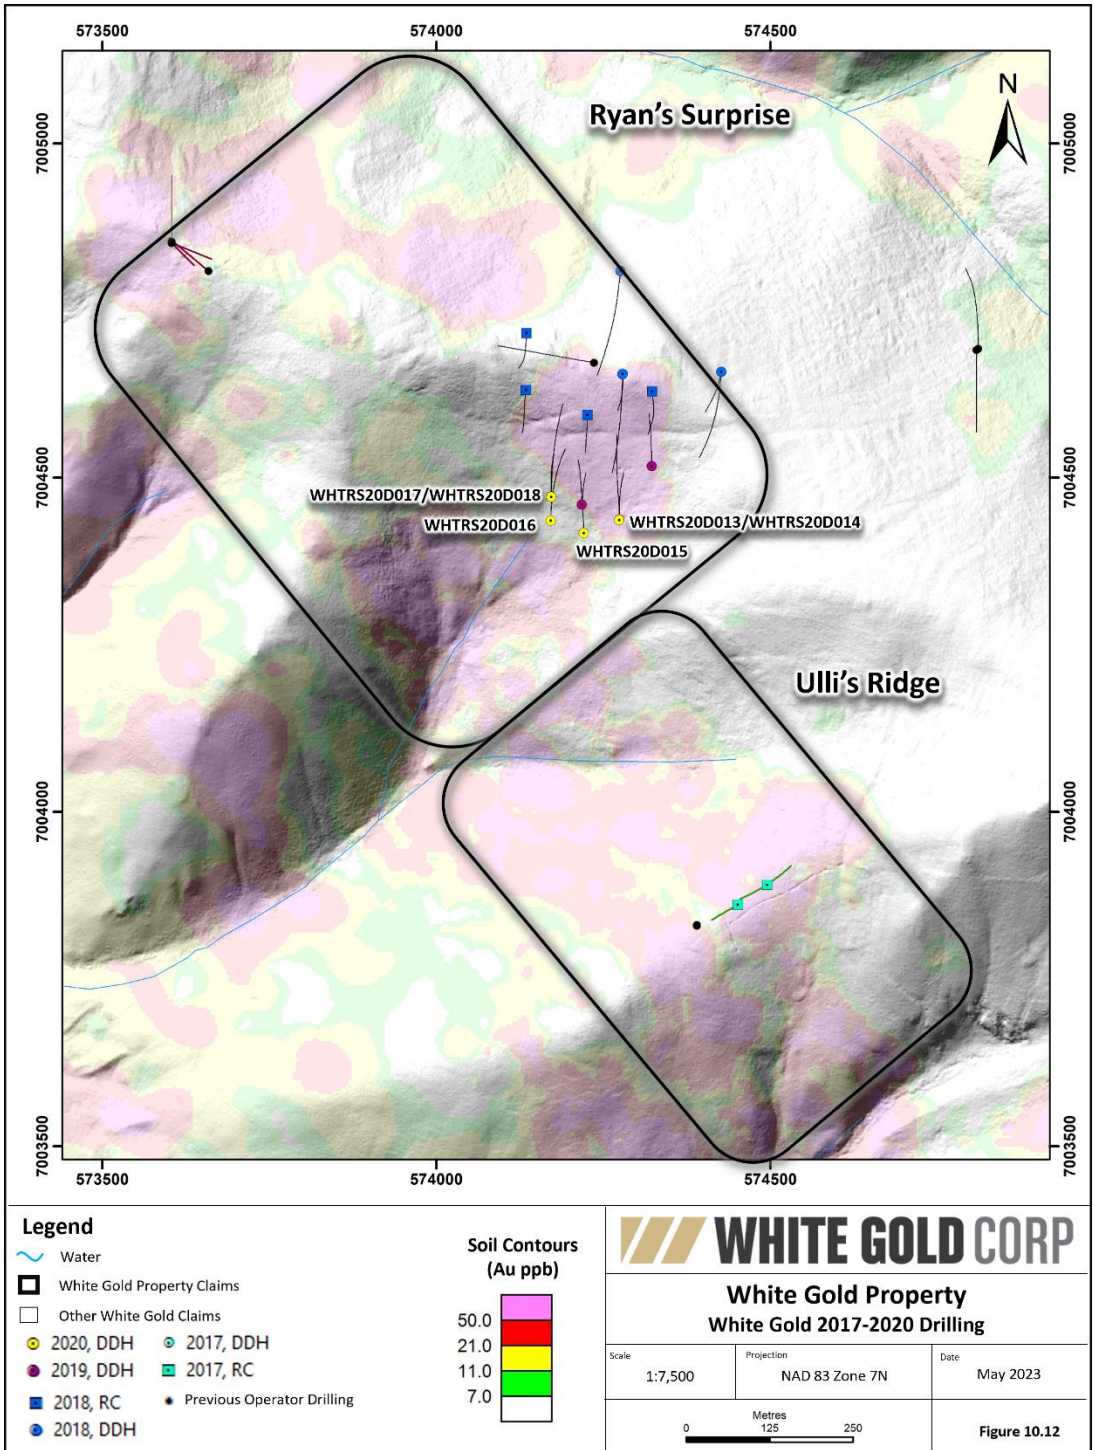 573500 574000 574500
Ryan's Surprise
N
7005000 7005000
7004500 7004500
WHTRS20D017/WHTRS20D018
WHTRS20D016
WHTRS20D013/WHTRS20D014
WHTRS20D015
Ulli's Ridge
7004000 7004000
7003500 7003500
573500 574000 574500
Legend
Water
White Gold Property Claims
Other White Gold Claims
2020, DDH
2017, DDH
2019, DDH
2017, RC
2018, RC
Previous Operator Drilling
2018, DDH
Soil Contours
(Au ppb)
50.0
21.0
11.0
7.0
WHITE GOLD CORP
White Gold Property
White Gold 2017-2020 Drilling
Scale
1:7,500
Projection
NAD 83 Zone 7N
Date
May 2023
Metres
0 125 250
Figure 10.12